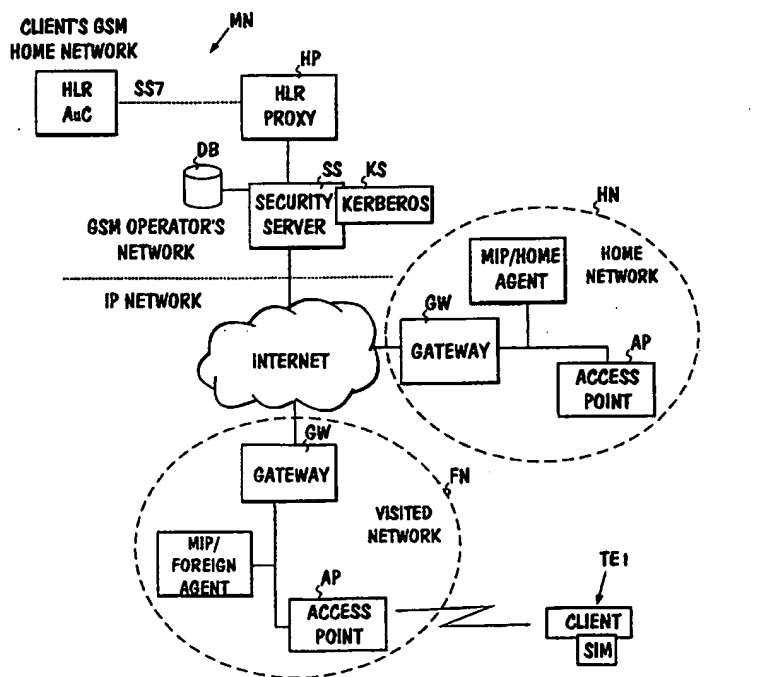 CLIENT'S GSM
HOME NETWORK
MN
HLR
AuC
SS7
HP
HLR
PROXY
DB
SS
KS
SECURITY
SERVER
KERBEROS
GSM OPERATOR'S
NETWORK
IP NETWORK
HN
MIP/HOME
AGENT
HOME
NETWORK
GW
GATEWAY
AP
ACCESS
POINT
INTERNET
GW
GATEWAY
FN
VISITED
NETWORK
MIP/
FOREIGN
AGENT
AP
ACCESS
POINT
TE1
CLIENT
SIM